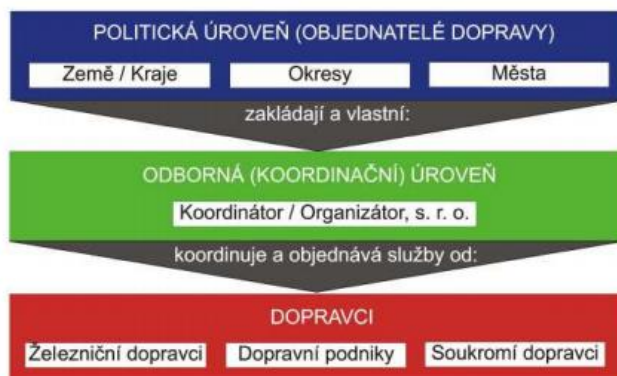 POLITICKÁ ÚROVEŇ (OBJEDNATELÉ DOPRAVY)
Země / Kraje Okresy Města
zakládají a vlastní:
ODBORNÁ (KOORDINAČNÍ) ÚROVEŇ
Koordinátor / Organizátor, s. r. o.
koordinuje a objednává služby od:
DOPRAVCI
Železniční dopravci Dopravní podniky Soukromí dopravci